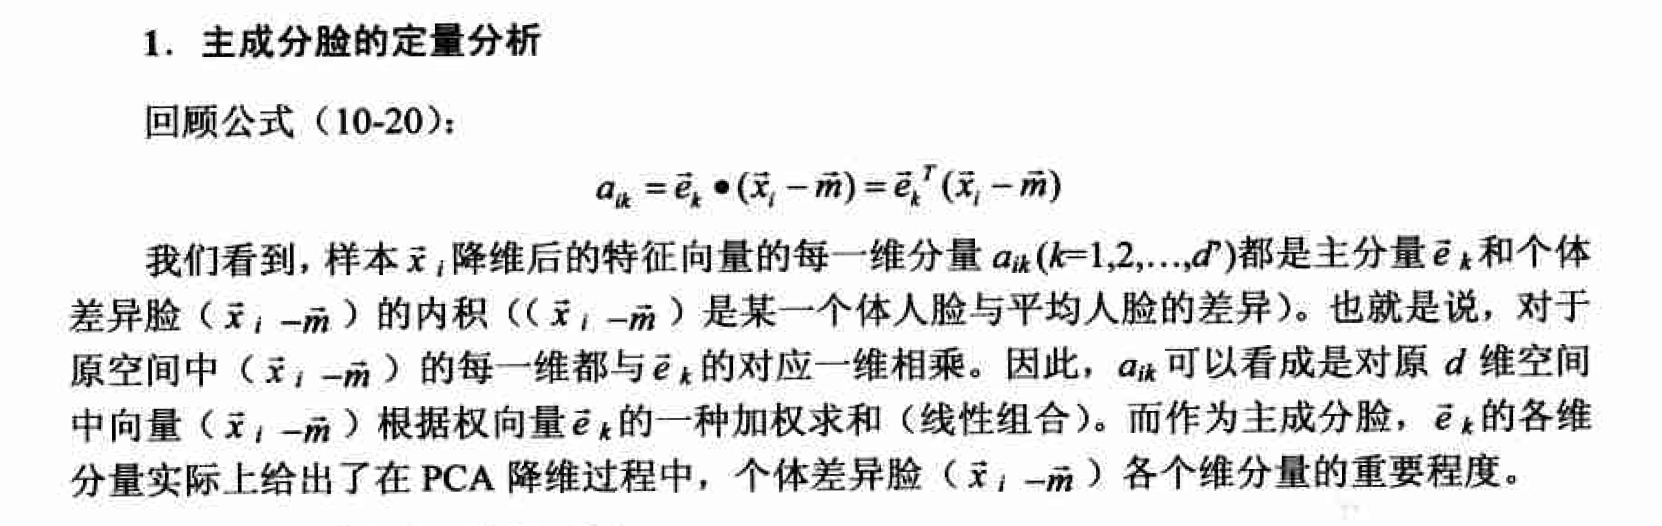 1. 主成分脸的定量分析
回顾公式（10-20）：
a_{ik} = \vec{e}_k • (\vec{x}_i − \vec{m}) = \vec{e}_k^T (\vec{x}_i − \vec{m})
我们看到，样本 \vec{x}_i 降维后的特征向量的每一维分量 a_{ik}(k=1,2,…,d')都是主分量 \vec{e}_k 和个体
差异脸（\vec{x}_i −\vec{m}）的内积（（\vec{x}_i −\vec{m}）是某一个体人脸与平均人脸的差异）。也就是说，对于
原空间中（\vec{x}_i −\vec{m}）的每一维都与 \vec{e}_k 的对应一维相乘。因此，a_{ik} 可以看成是对原 d 维空间
中向量（\vec{x}_i −\vec{m}）根据权向量 \vec{e}_k 的一种加权求和（线性组合）。而作为主成分脸，\vec{e}_k 的各维
分量实际上给出了在 PCA 降维过程中，个体差异脸（\vec{x}_i −\vec{m}）各个维分量的重要程度。